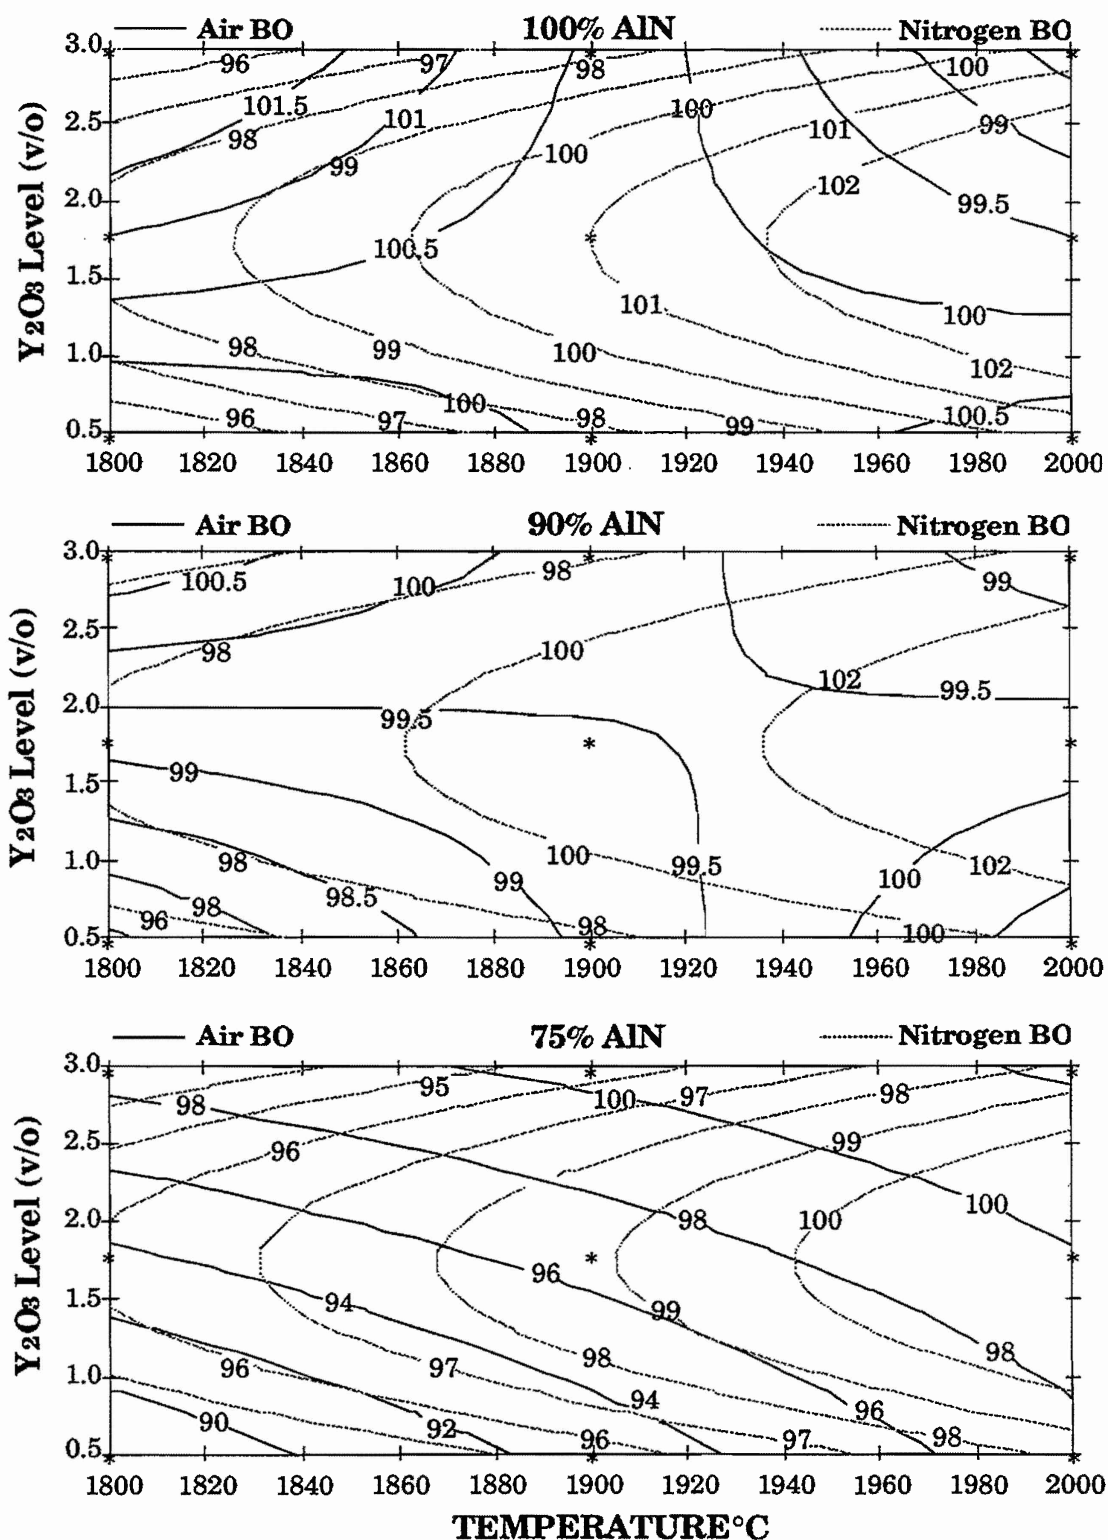 Air BO 100% AlN Nitrogen BO
3.0 96 97 98 100
101.5 101 100 101 99
2.5 98 99 100 102
2.0 99.5
Y2O3 Level (v/o)
100.5
1.5 101 100
98 99 100 102
1.0
96 97 100 98 99 100.5
0.5
1800 1820 1840 1860 1880 1900 1920 1940 1960 1980 2000
Air BO 90% AlN Nitrogen BO
3.0 100.5 100 98 99
2.5 98 100 102 99.5
2.0 99.5
Y2O3 Level (v/o)
99
1.5
98 100 99.5 102
1.0 99 100
98 98.5
96 98 100
0.5
1800 1820 1840 1860 1880 1900 1920 1940 1960 1980 2000
Air BO 75% AlN Nitrogen BO
3.0 98 95 100 97 98
2.5 96 99
100
2.0 98 100
Y2O3 Level (v/o)
96
1.5 94 99
96 97 98 98
1.0 94 96
90 92 96 97 98
0.5
1800 1820 1840 1860 1880 1900 1920 1940 1960 1980 2000
TEMPERATURE°C